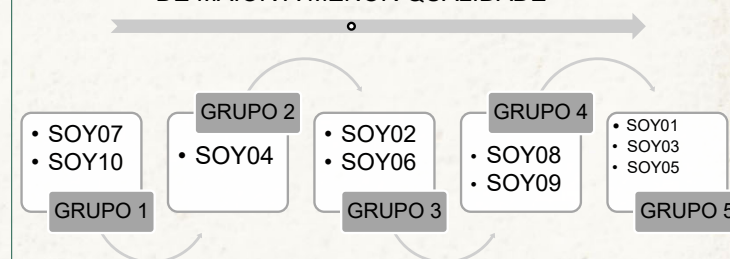 • SOY07
• SOY10
GRUPO 1
GRUPO 2
• SOY04
• SOY02
• SOY06
GRUPO 3
GRUPO 4
• SOY08
• SOY09
• SOY01
• SOY03
• SOY05
GRUPO 5